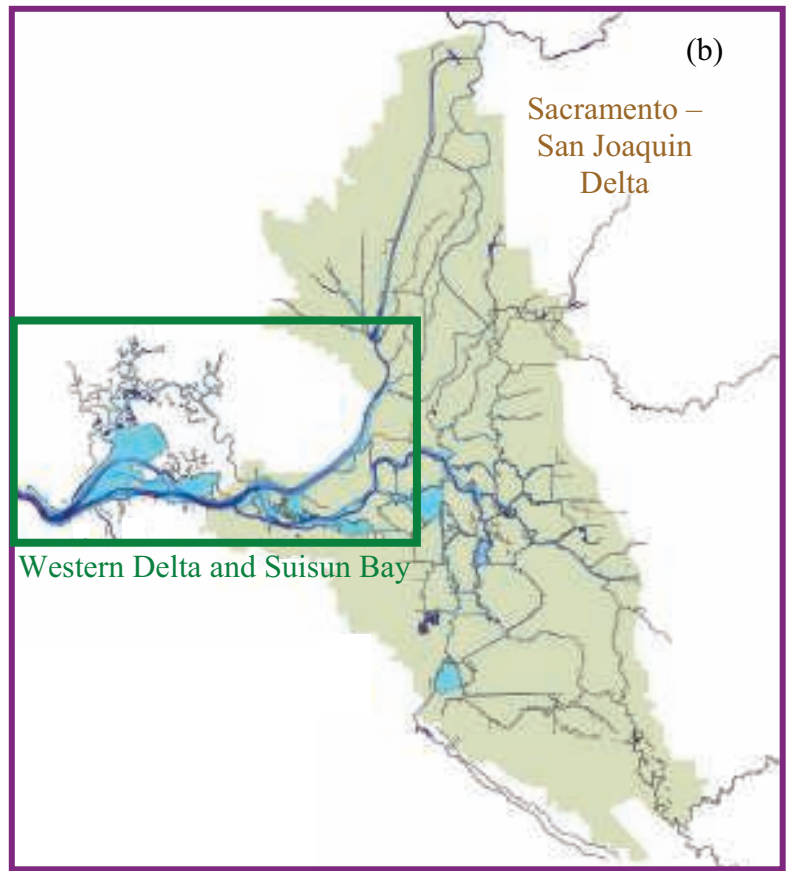 (b)
Sacramento –
San Joaquin
Delta
Western Delta and Suisun Bay